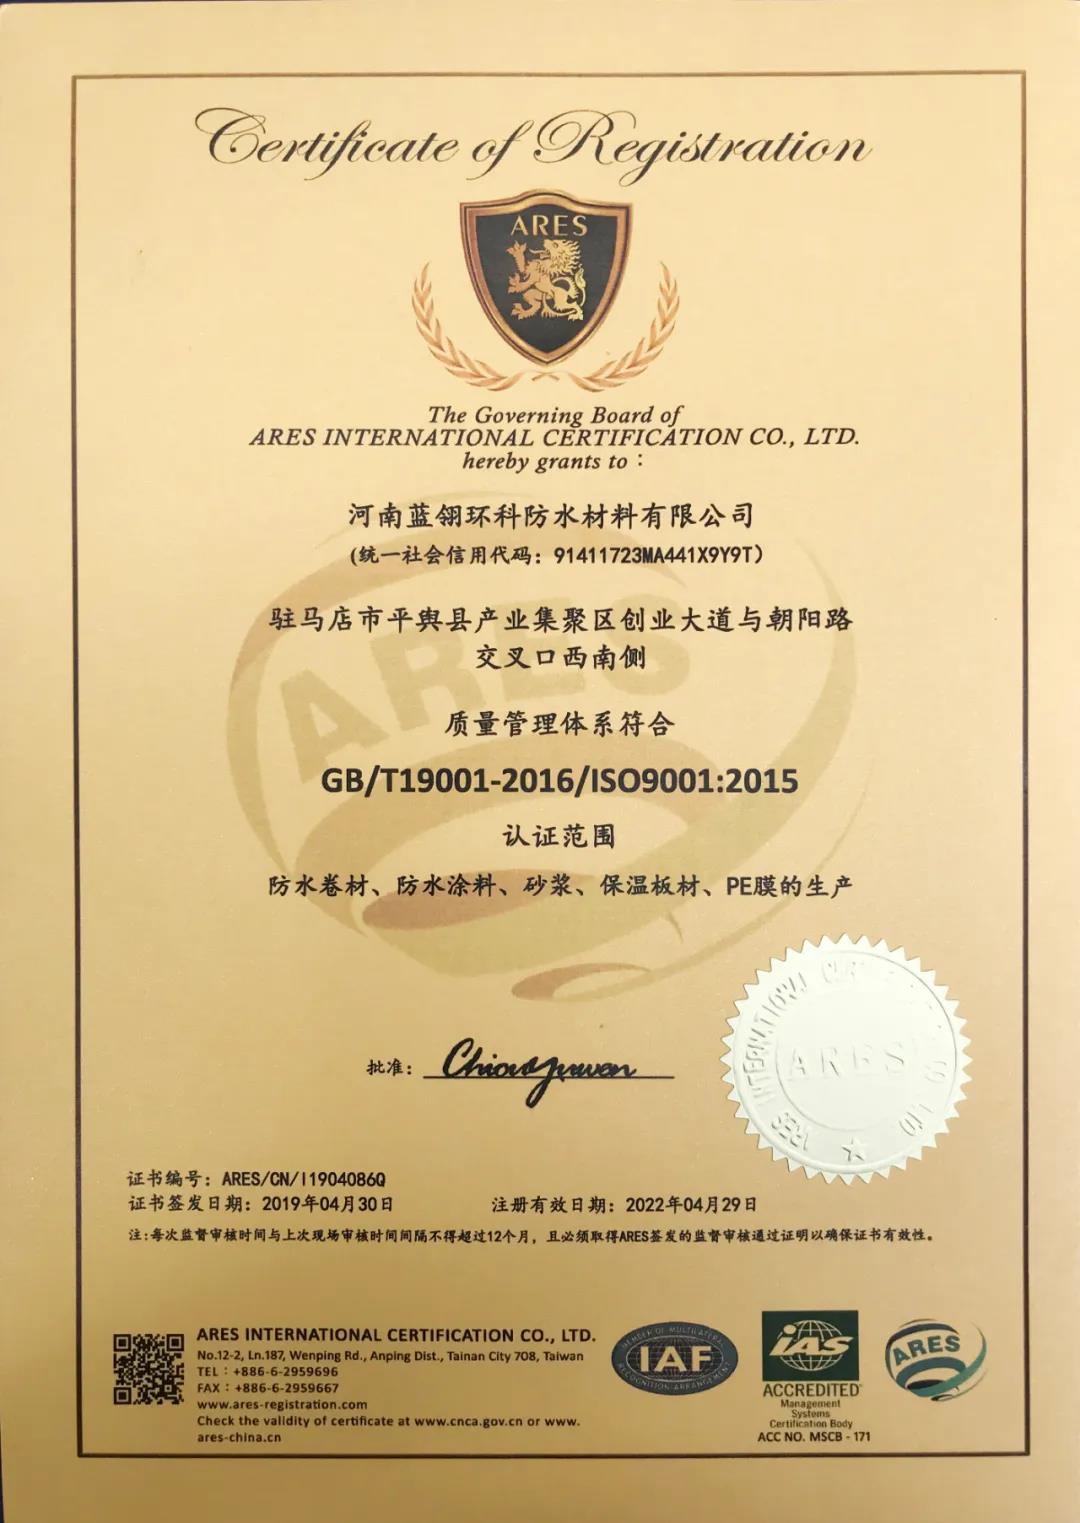 Certificate of Registration
ARES
The Governing Board of
ARES INTERNATIONAL CERTIFICATION CO., LTD.
hereby grants to：
河南蓝翎环科防水材料有限公司
(统一社会信用代码：91411723MA441X9Y9T)
驻马店市平舆县产业集聚区创业大道与朝阳路
交叉口西南侧
质量管理体系符合
GB/T19001-2016/ISO9001:2015
认证范围
防水卷材、防水涂料、砂浆、保温板材、PE膜的生产
ARES
批准：
ARES
证书编号：ARES/CN/I1904086Q
证书签发日期：2019年04月30日
注册有效日期：2022年04月29日
注:每次监督审核时间与上次现场审核时间间隔不得超过12个月，且必须取得ARES签发的监督审核通过证明以确保证书有效性。
ARES INTERNATIONAL CERTIFICATION CO., LTD.
No.12-2, Ln.187, Wenping Rd., Anping Dist., Tainan City 708, Taiwan
TEL：+886-6-2959696
FAX：+886-6-2959667
www.ares-registration.com
Check the validity of certificate at www.cnca.gov.cn or www.
ares-china.cn
MEMBER OF MULTILATERAL
IAF
RECOGNITION ARRANGEMENT
IAS
ACCREDITED
Management
Systems
Certification Body
ACC NO. MSCB - 171
ARES